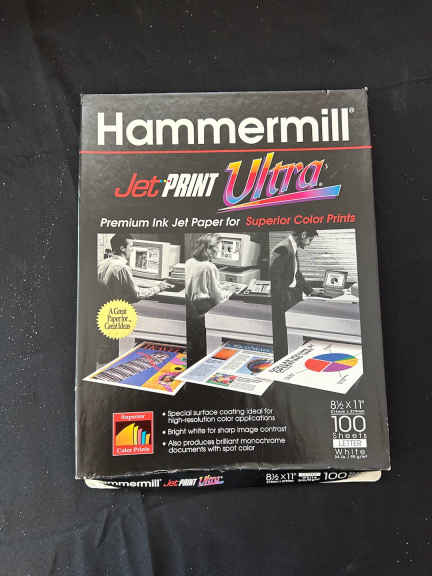 Hammermill®
Jet·PRINT Ultra®
Premium Ink Jet Paper for Superior Color Prints
A Great
Paper for...
Great Ideas
Superior
Color Prints
• Special surface coating ideal for
high-resolution color applications
• Bright white for sharp image contrast
• Also produces brilliant monochrome
documents with spot color
8½ X 11"
100
Sheets
LETTER
White
Hammermill Jet·PRINT Ultra 8½ X 11" 100